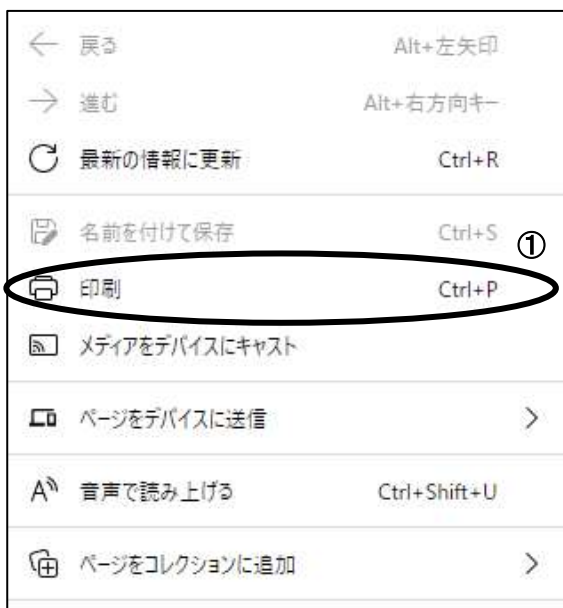 戻る Alt+左矢印
進む Alt+右方向キー
最新の情報に更新 Ctrl+R
名前を付けて保存 Ctrl+S
①
印刷 Ctrl+P
メディアをデバイスにキャスト
ページをデバイスに送信
音声で読み上げる Ctrl+Shift+U
ページをコレクションに追加